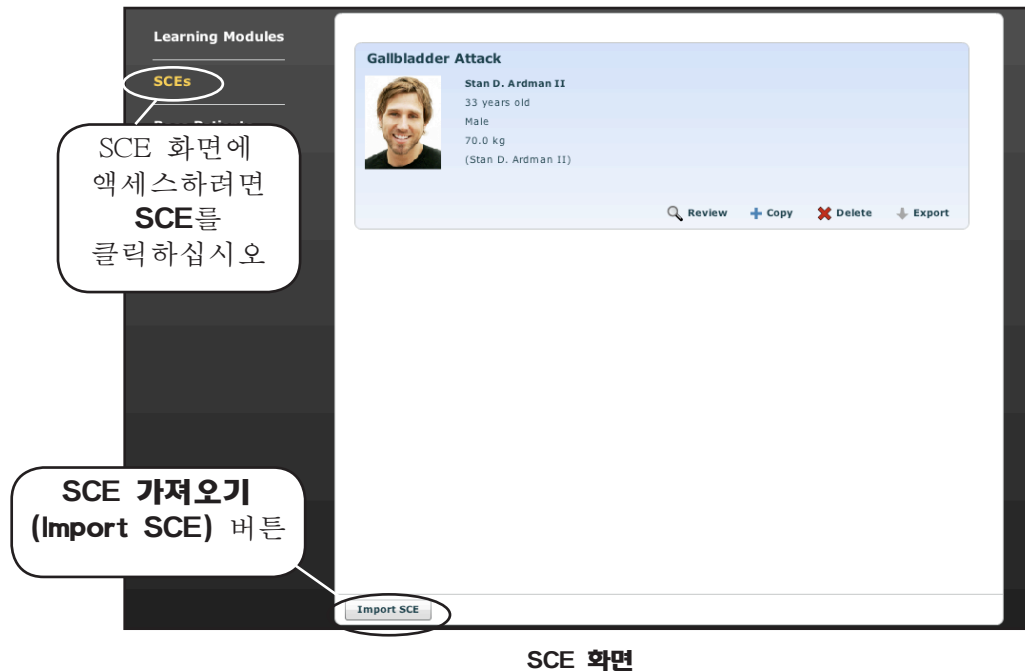 Learning Modules
SCEs
SCE 화면에
액세스하려면
SCE를
클릭하십시오
Gallbladder Attack
Stan D. Ardman II
33 years old
Male
70.0 kg
(Stan D. Ardman II)
Review Copy Delete Export
SCE 가져오기
(Import SCE) 버튼
Import SCE
SCE 화면